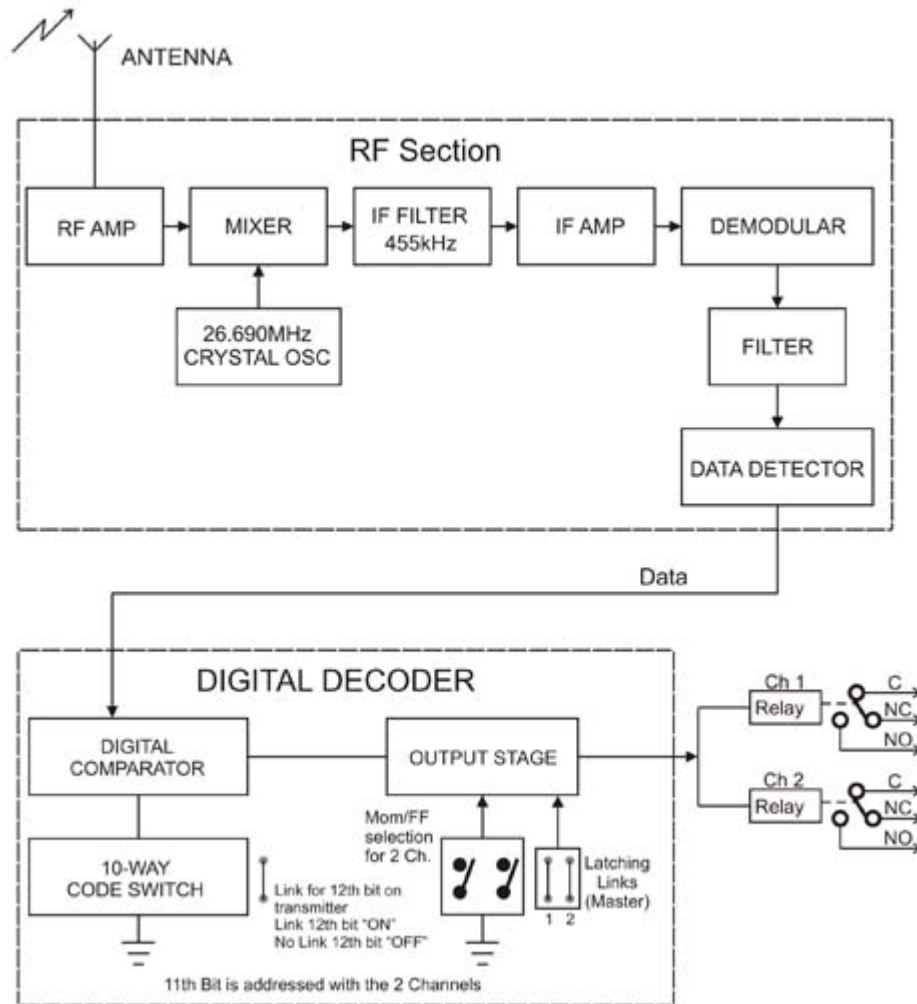 ANTENNA
RF Section
RF AMP
MIXER
IF FILTER
455kHz
IF AMP
DEMODULAR
26.690MHz
CRYSTAL OSC
FILTER
DATA DETECTOR
Data
DIGITAL DECODER
DIGITAL
COMPARATOR
OUTPUT STAGE
Ch 1
Relay
C
NC
NO
Ch 2
Relay
C
NC
NO
Mom/FF
selection
for 2 Ch.
10-WAY
CODE SWITCH
Link for 12th bit on
transmitter
Link 12th bit "ON"
No Link 12th bit "OFF"
1 2
Latching
Links
(Master)
11th Bit is addressed with the 2 Channels